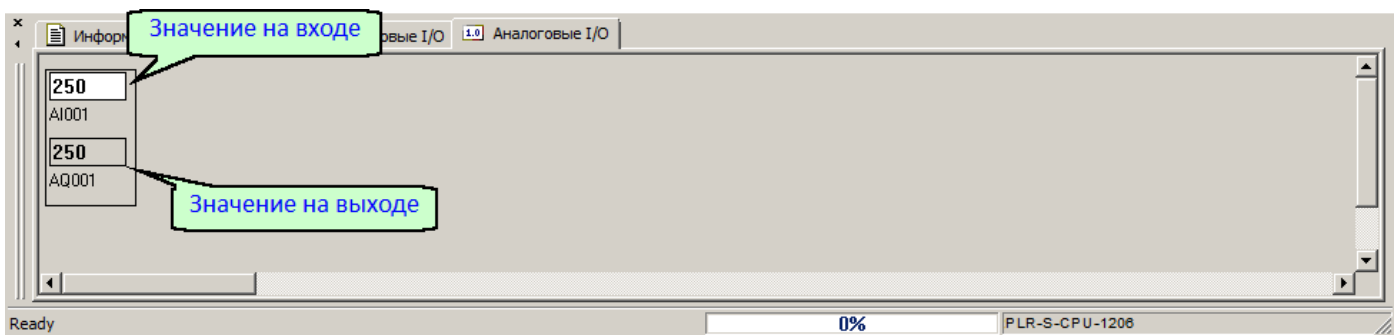 Значение на входе
Информ
овые I/O
1.0 Аналоговые I/O
250
AI001
250
AQ001
Значение на выходе
Ready
0%
PLR-S-CPU-1206